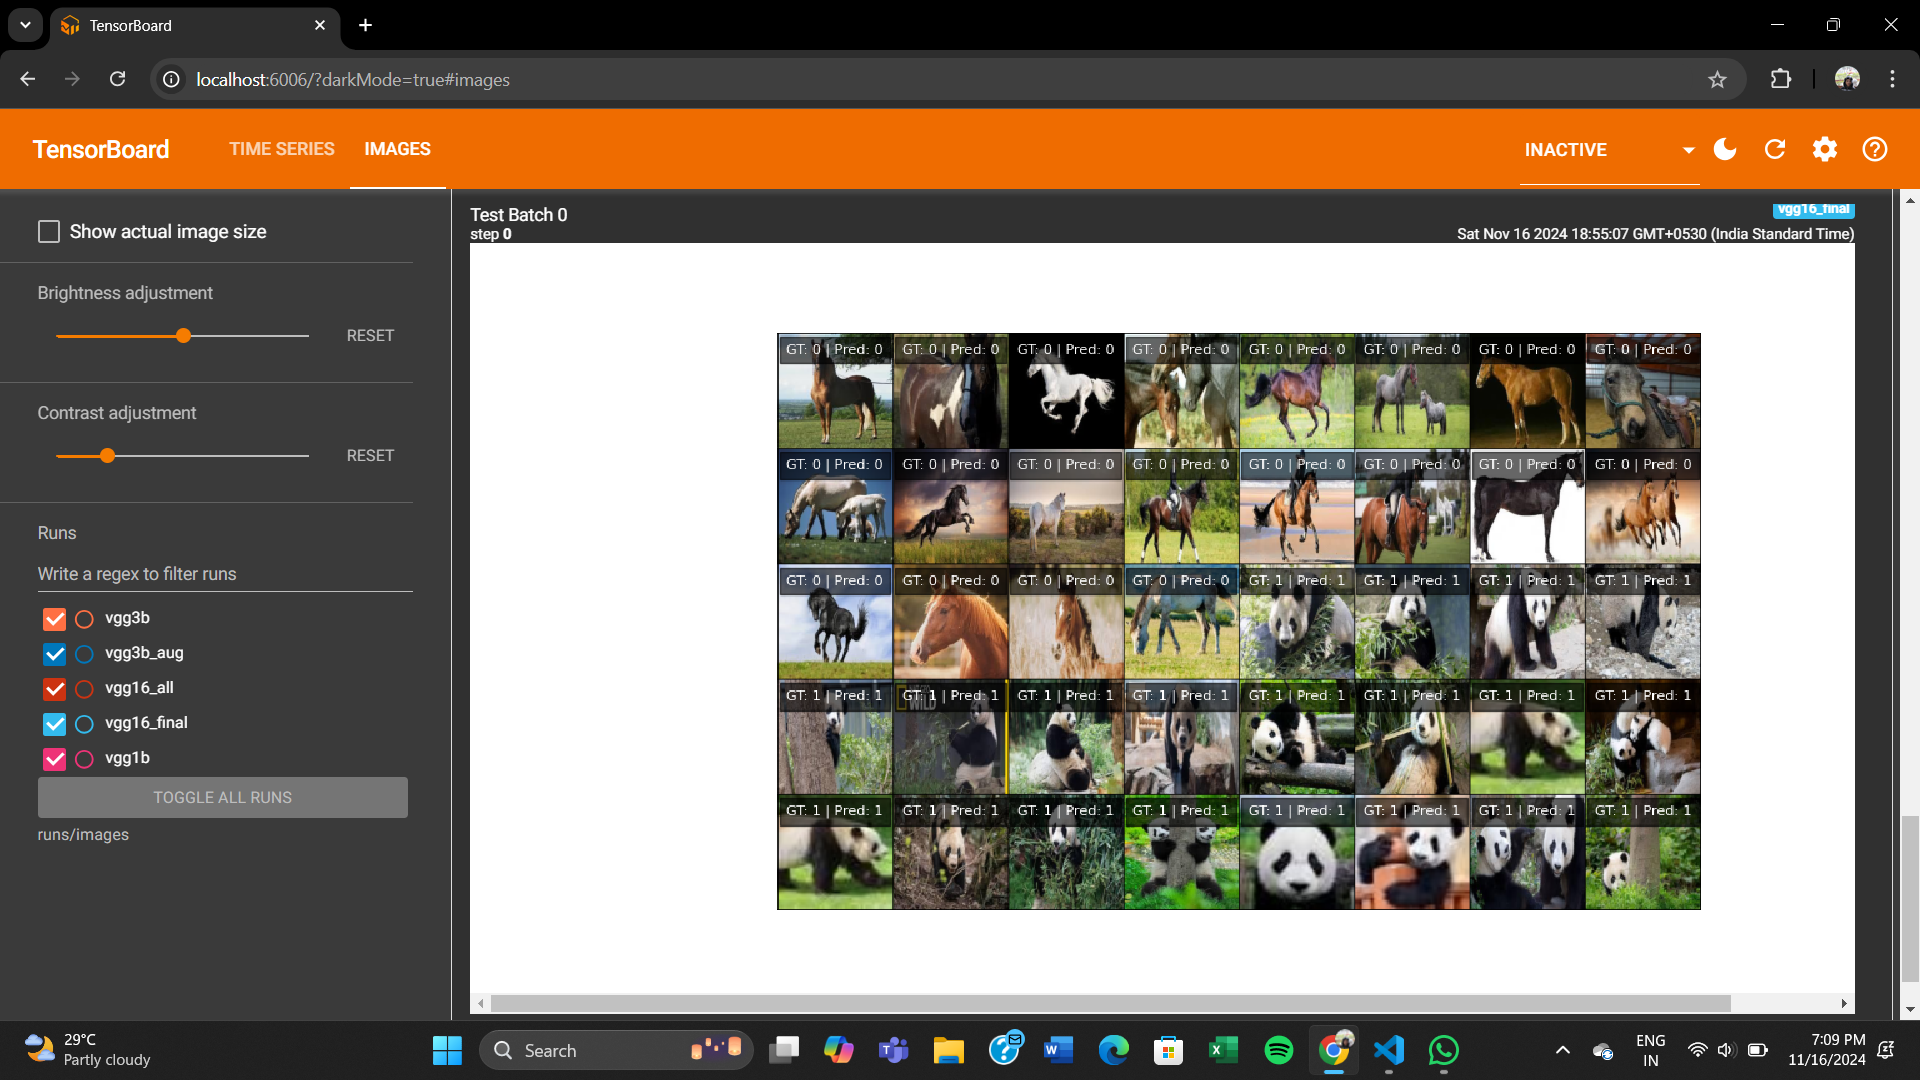 TensorBoard
localhost:6006/?darkMode=true#images
TensorBoard
TIME SERIES
IMAGES
INACTIVE
Show actual image size
Brightness adjustment
RESET
Contrast adjustment
RESET
Runs
Write a regex to filter runs
vgg3b
vgg3b_aug
vgg16_all
vgg16_final
vgg1b
TOGGLE ALL RUNS
runs/images
Test Batch 0
vgg16_final
step 0
Sat Nov 16 2024 18:55:07 GMT+0530 (India Standard Time)
GT: 0 | Pred: 0 GT: 0 | Pred: 0 GT: 0 | Pred: 0 GT: 0 | Pred: 0 GT: 0 | Pred: 0 GT: 0 | Pred: 0 GT: 0 | Pred: 0 GT: 0 | Pred: 0
GT: 0 | Pred: 0 GT: 0 | Pred: 0 GT: 0 | Pred: 0 GT: 0 | Pred: 0 GT: 0 | Pred: 0 GT: 0 | Pred: 0 GT: 0 | Pred: 0 GT: 0 | Pred: 0
GT: 0 | Pred: 0 GT: 0 | Pred: 0 GT: 0 | Pred: 0 GT: 0 | Pred: 0 GT: 1 | Pred: 1 GT: 1 | Pred: 1 GT: 1 | Pred: 1 GT: 1 | Pred: 1
GT: 1 | Pred: 1 GT: 1 | Pred: 1 GT: 1 | Pred: 1 GT: 1 | Pred: 1 GT: 1 | Pred: 1 GT: 1 | Pred: 1 GT: 1 | Pred: 1 GT: 1 | Pred: 1
WILD
GT: 1 | Pred: 1 GT: 1 | Pred: 1 GT: 1 | Pred: 1 GT: 1 | Pred: 1 GT: 1 | Pred: 1 GT: 1 | Pred: 1 GT: 1 | Pred: 1 GT: 1 | Pred: 1
29°C
Partly cloudy
Search
ENG
IN
7:09 PM
11/16/2024